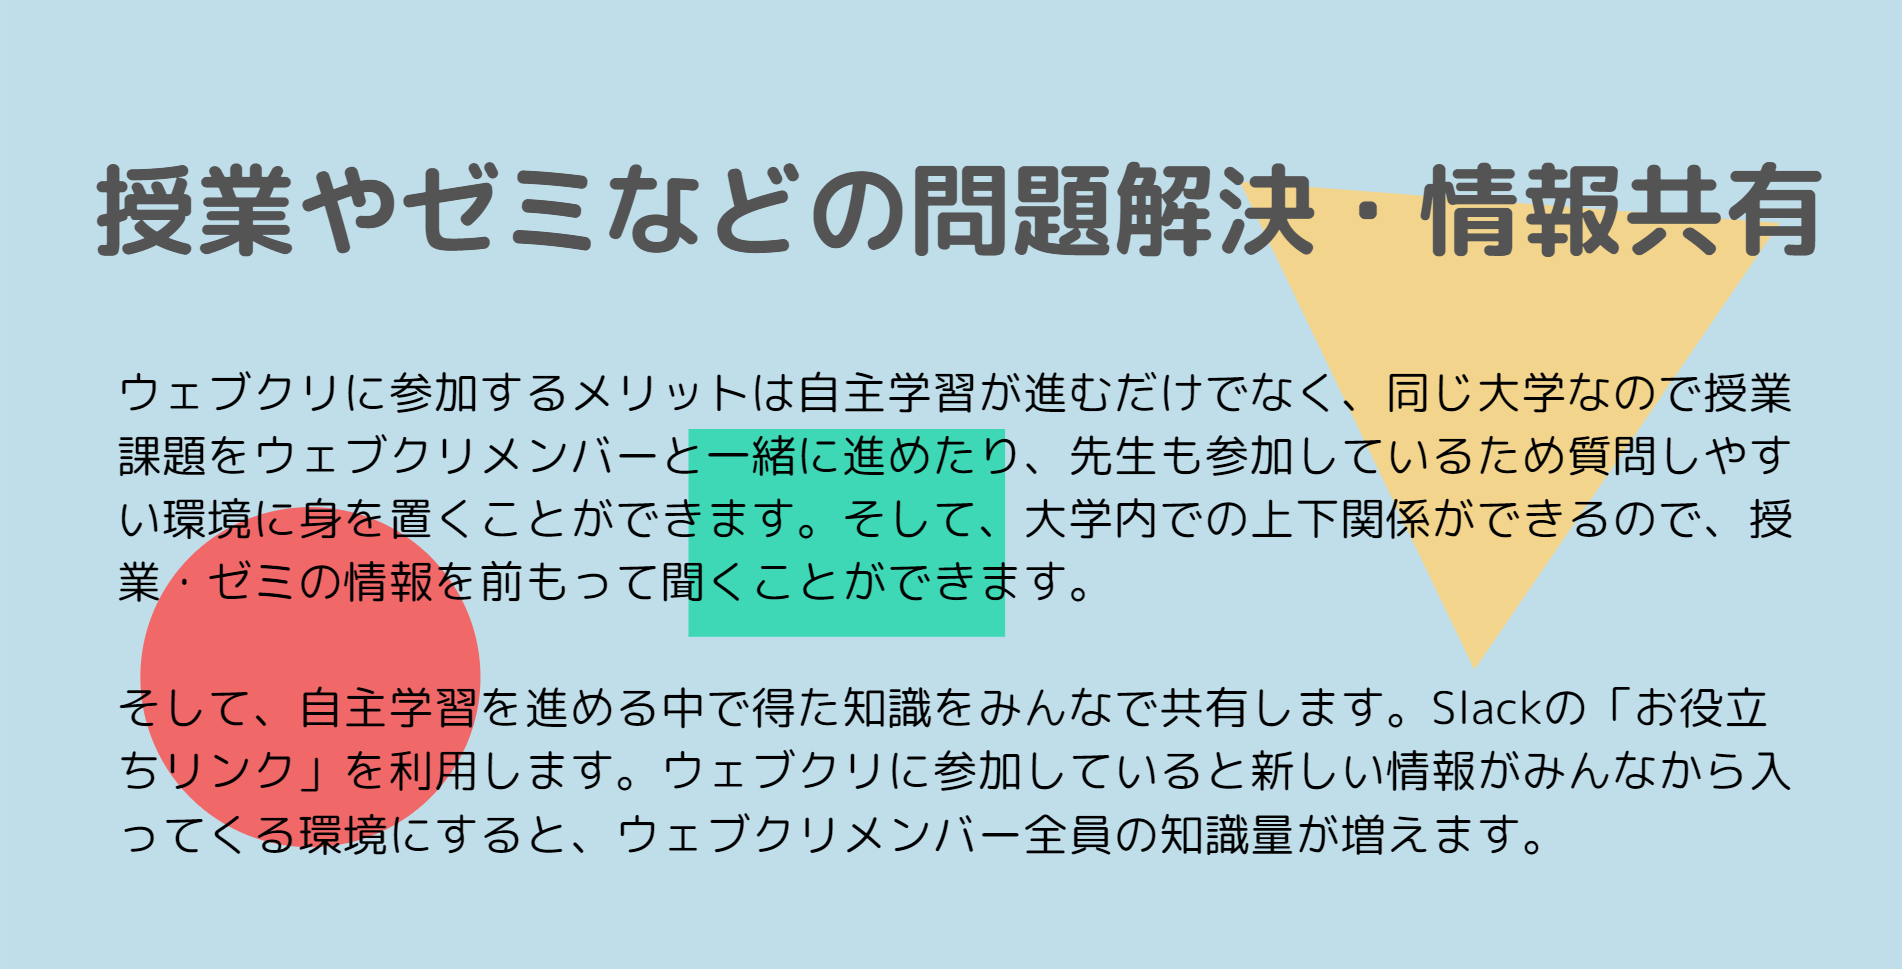 授業やゼミなどの問題解決・情報共有
ウェブクリに参加するメリットは自主学習が進むだけでなく、同じ大学なので授業
課題をウェブクリメンバーと一緒に進めたり、先生も参加しているため質問しやす
い環境に身を置くことができます。そして、大学内での上下関係ができるので、授
業・ゼミの情報を前もって聞くことができます。
そして、自主学習を進める中で得た知識をみんなで共有します。Slackの「お役立
ちリンク」を利用します。ウェブクリに参加していると新しい情報がみんなから入
ってくる環境にすると、ウェブクリメンバー全員の知識量が増えます。